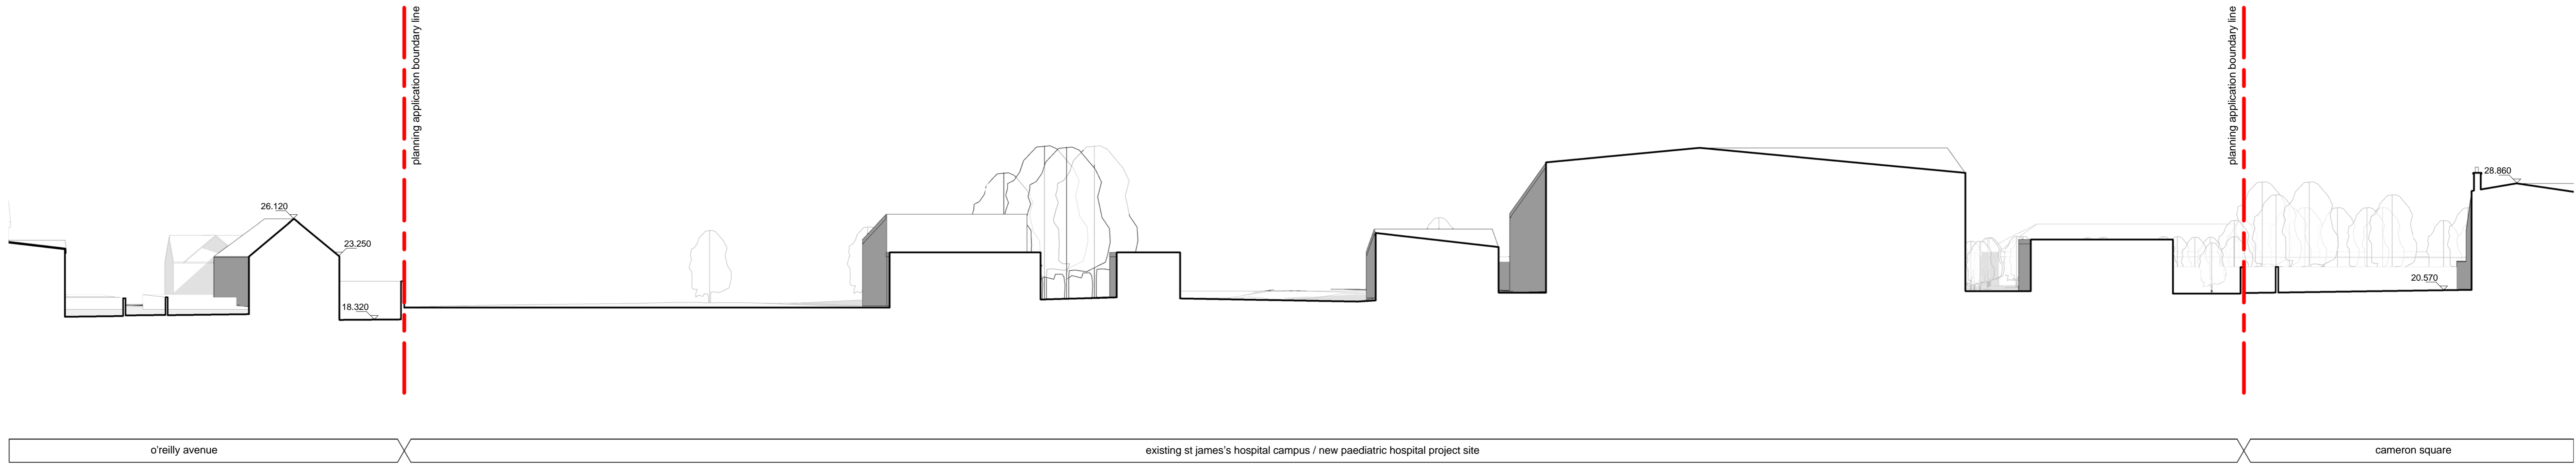 planning application boundary line
planning application boundary line
28.860
26.120
23.250
20.570
18.320
o'reilly avenue
existing st james's hospital campus / new paediatric hospital project site
cameron square